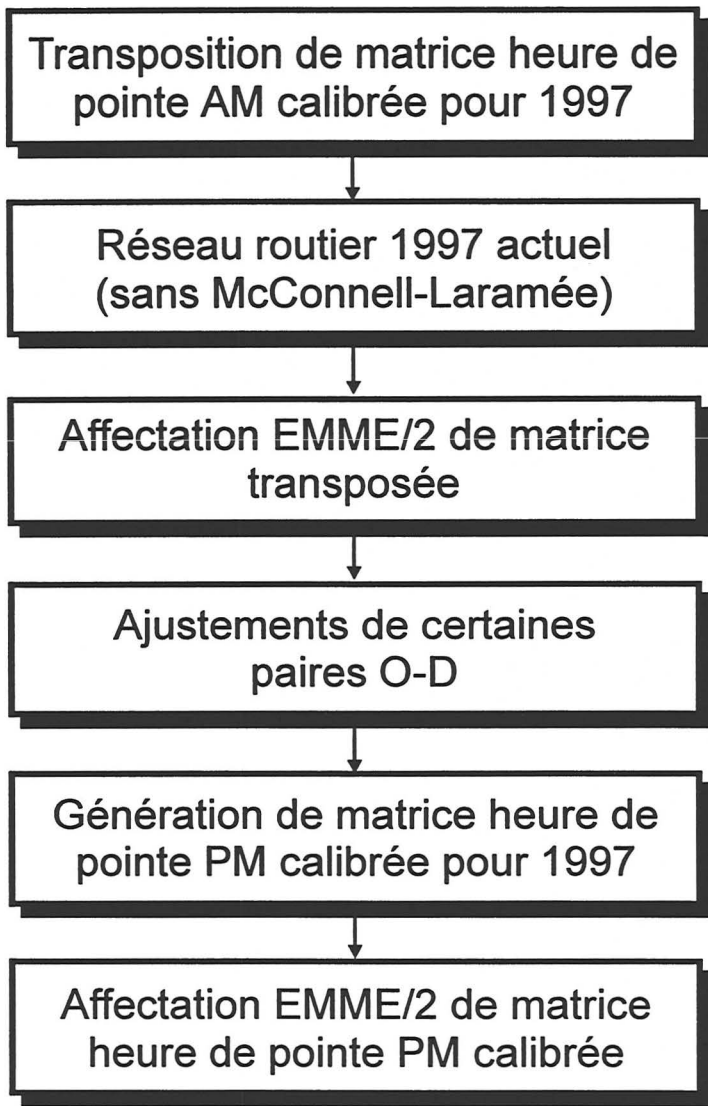 Transposition de matrice heure de
pointe AM calibrée pour 1997
Réseau routier 1997 actuel
(sans McConnell-Laramée)
Affectation EMME/2 de matrice
transposée
Ajustements de certaines
paires O-D
Génération de matrice heure de
pointe PM calibrée pour 1997
Affectation EMME/2 de matrice
heure de pointe PM calibrée